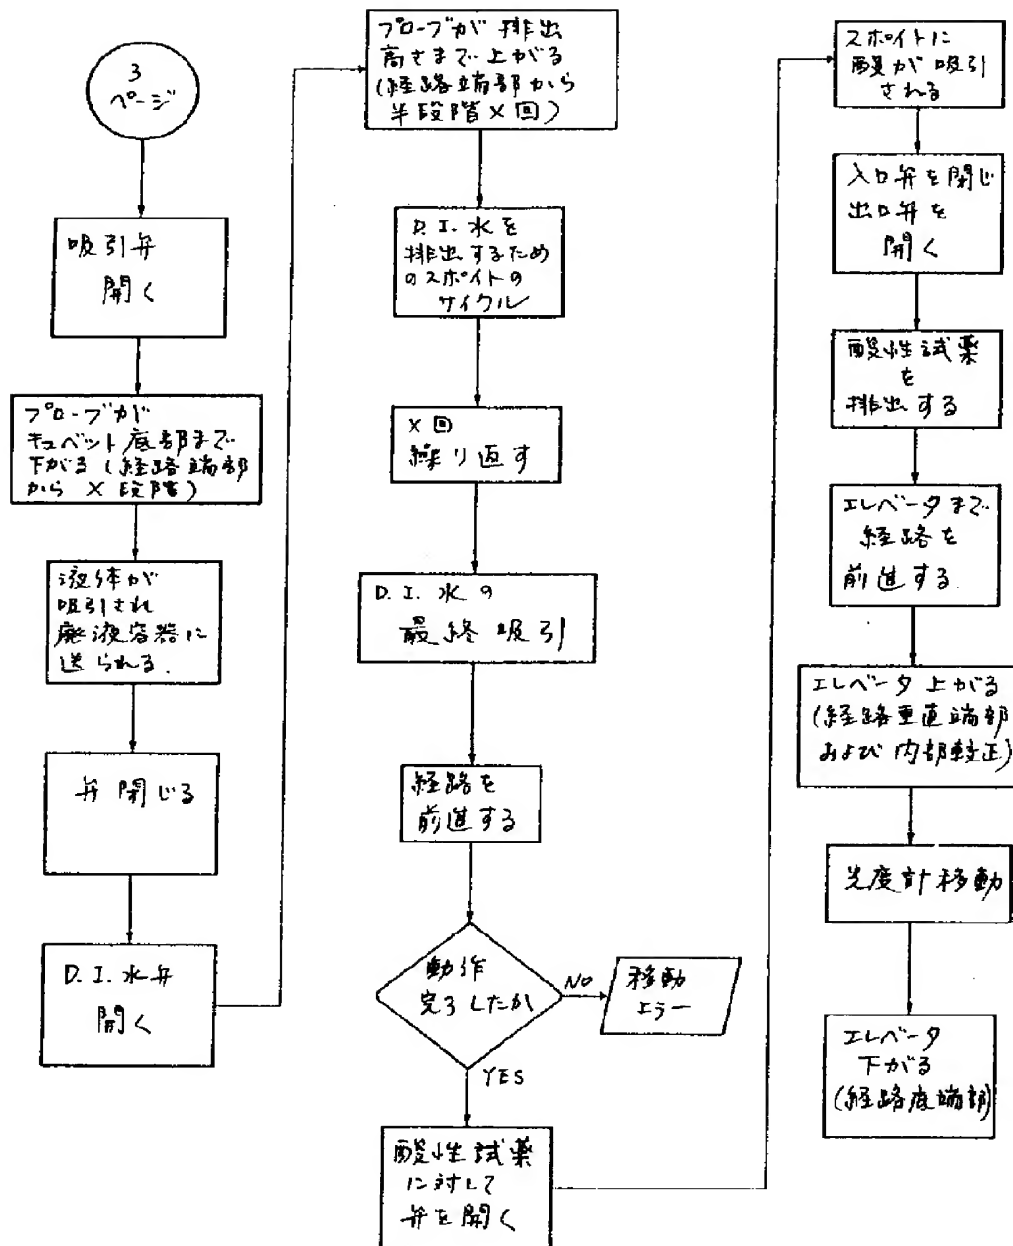 3
ページ
吸引弁
開く
プローブが
キュベット底部まで
下がる(経路端部
から X 段階)
液体が
吸引され
廃液容器に
送られる.
弁閉じる
D. I. 水弁
開く
プローブが排出
高さまで上がる
(経路端部から
半段階X回)
D. I. 水を
排出するため
のスポイトの
サイクル
X回
繰り返す
D. I. 水の
最終吸引
経路を
前進する
動作
完了したか
NO
移動
エラー
YES
酸性試薬
に対して
弁を開く
スポイトに
酸が吸引
される
入口弁を閉じ
出口弁を
開く
酸性試薬
を
排出する
エレベータまで
経路を
前進する
エレベータ上がる
(経路垂直端部
および内部較正)
光度計移動
エレベータ
下がる
(経路底端部)